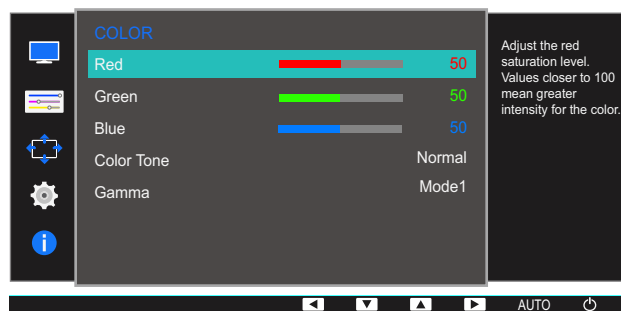 COLOR
Red 50
Green 50
Blue 50
Color Tone Normal
Gamma Mode1
Adjust the red
saturation level.
Values closer to 100
mean greater
intensity for the color.
AUTO